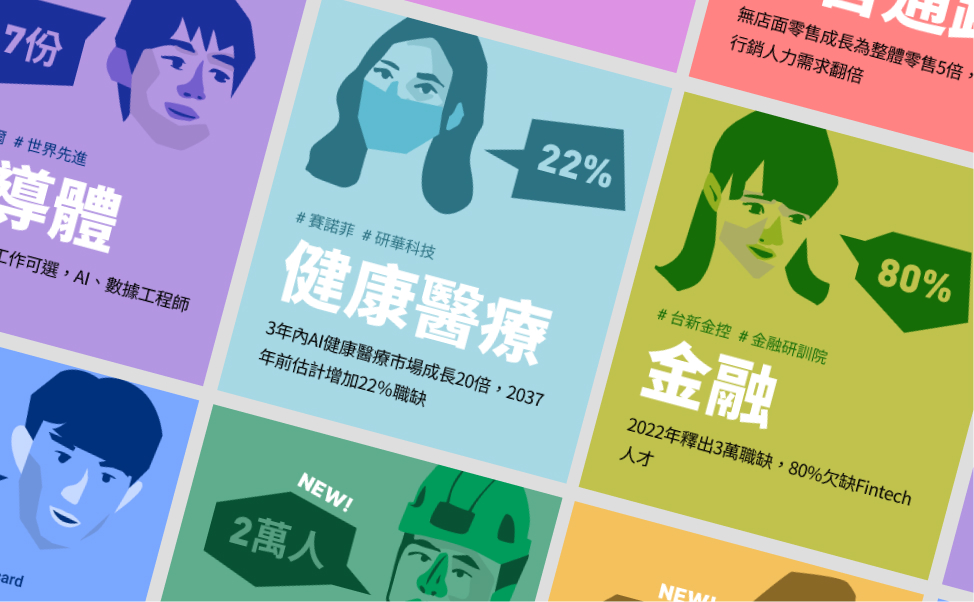 7份
#世界先進
導體
工作可選，AI、數據工程師
22%
#賽諾菲 #研華科技
健康醫療
3年內AI健康醫療市場成長20倍，2037
年前估計增加22%職缺
無店面零售成長為整體零售5倍，
行銷人力需求翻倍
80%
#台新金控 #金融研訓院
金融
2022年釋出3萬職缺，80%欠缺Fintech
人才
NEW!
2萬人
NEW!